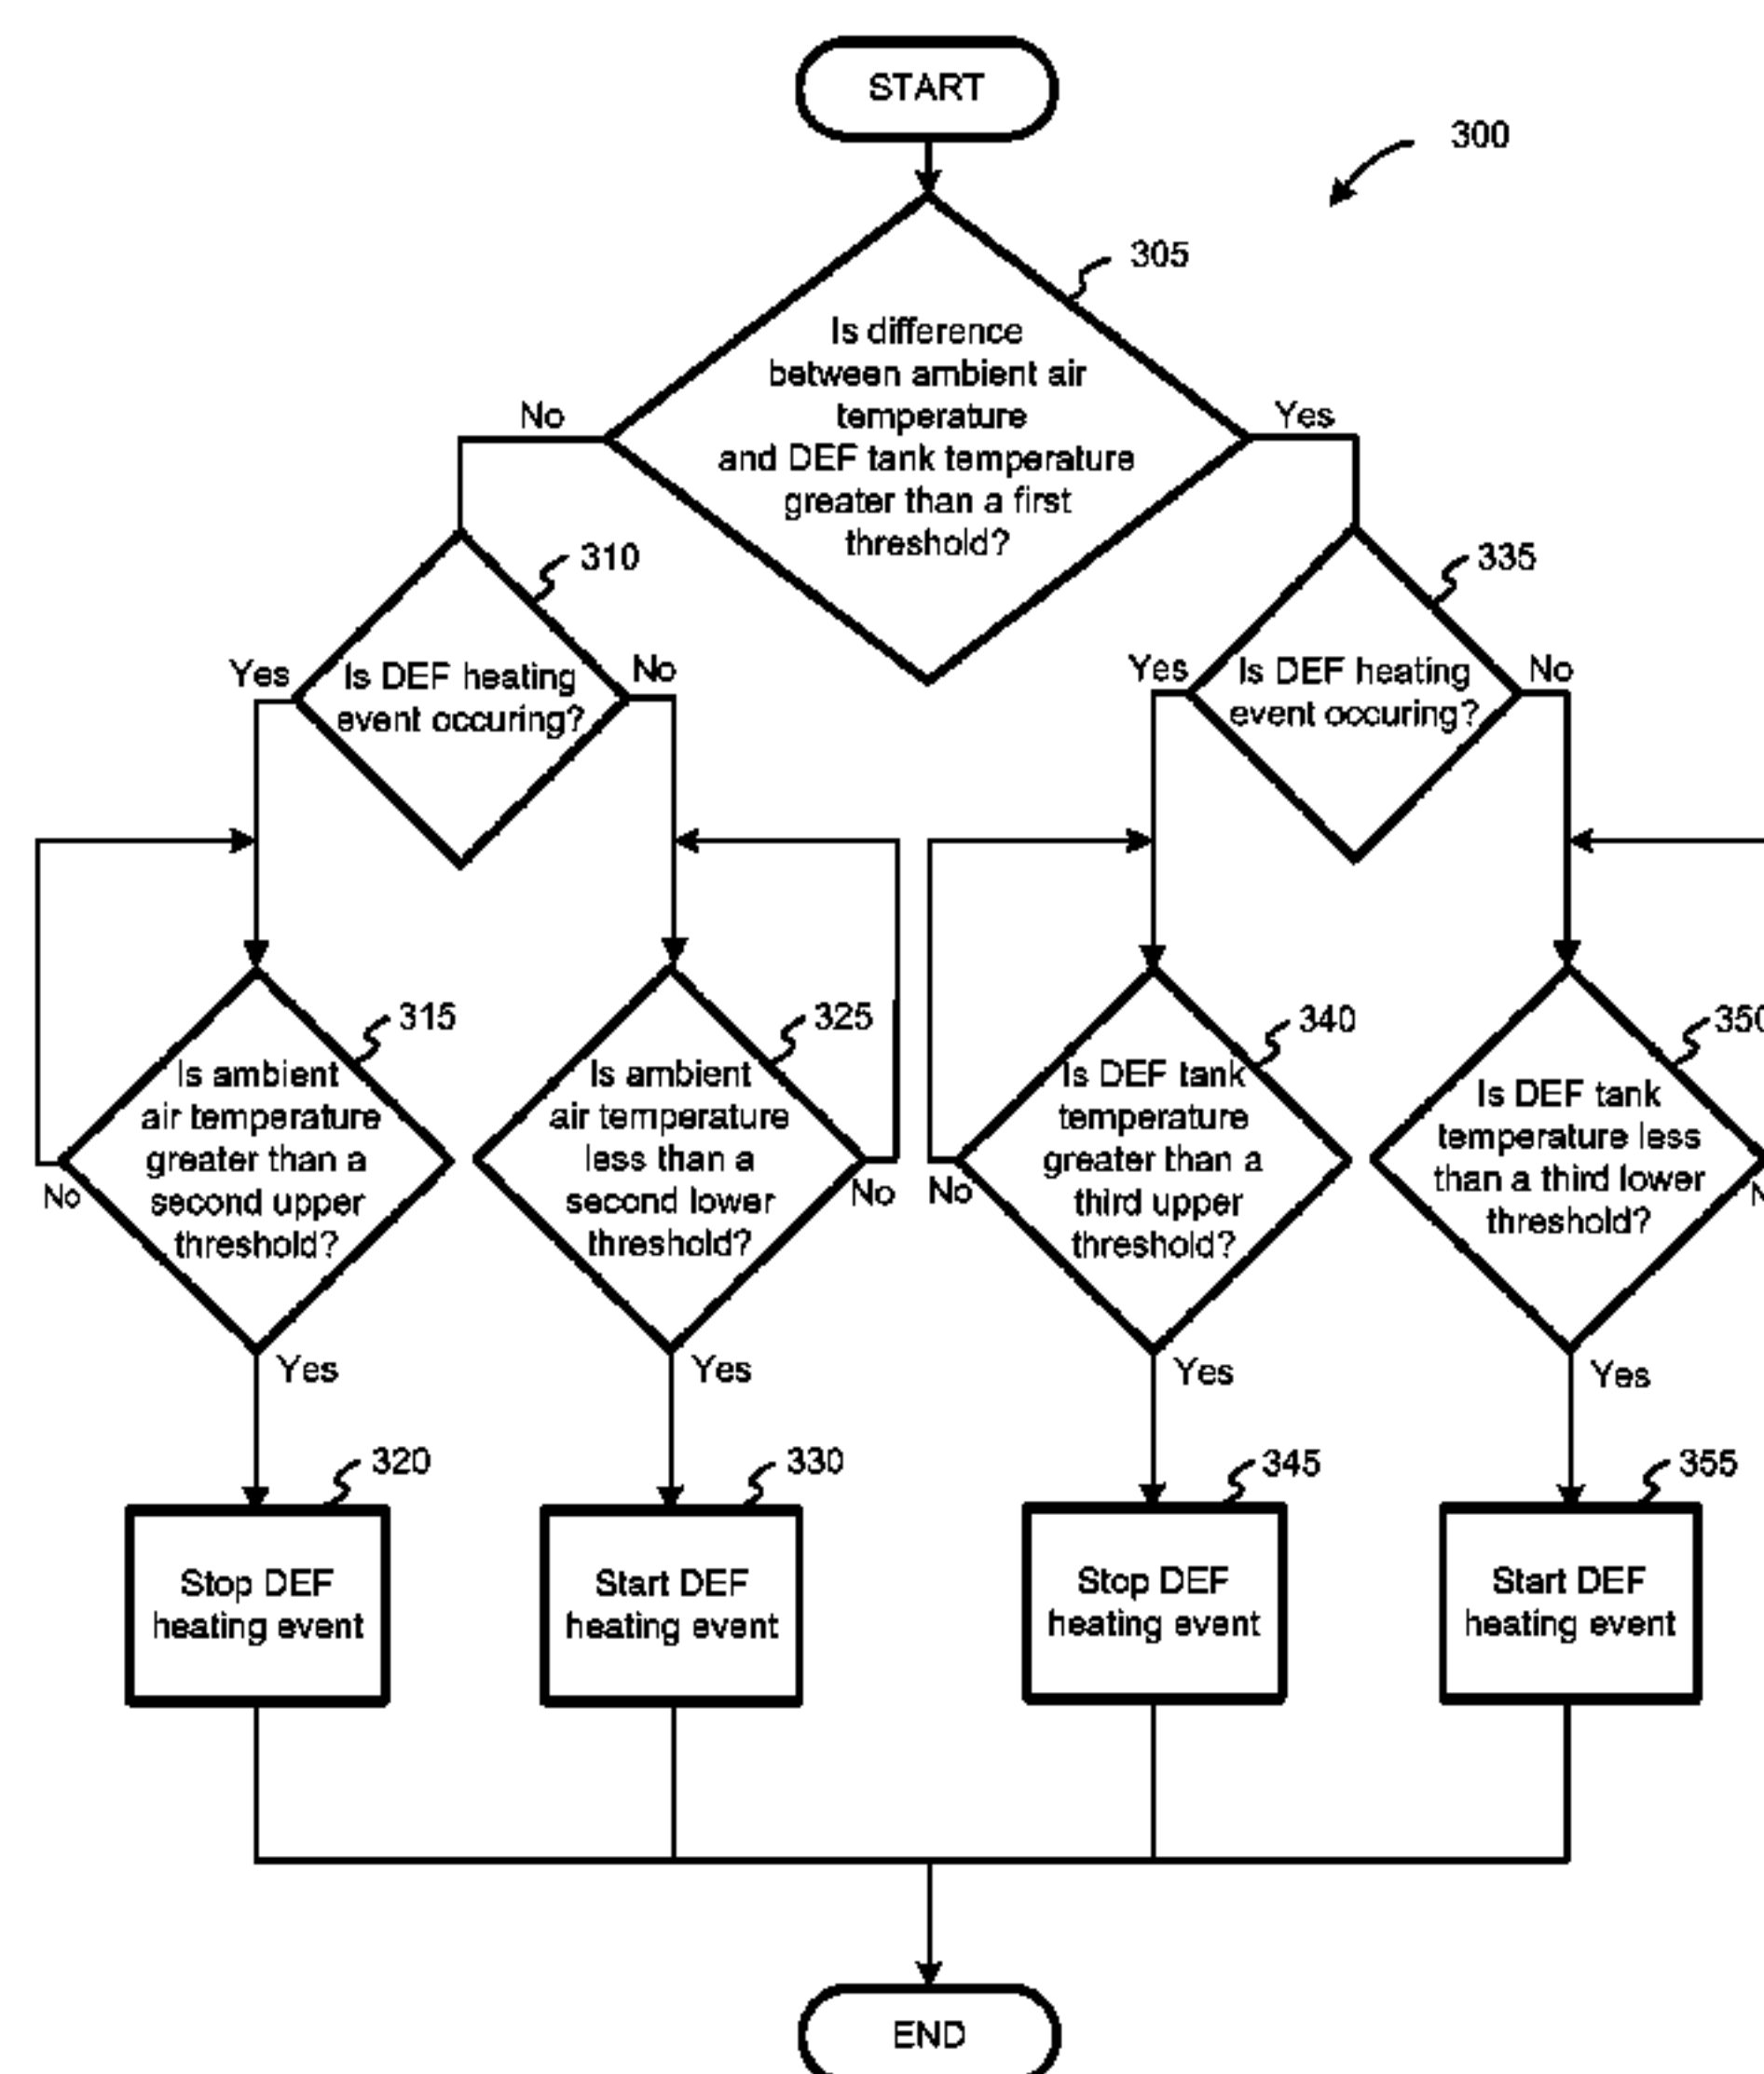 START
300
305
Is difference
between ambient air
temperature
and DEF tank temperature
greater than a first
threshold?
No
Yes
310
Is DEF heating
event occuring?
Yes
No
335
Is DEF heating
event occuring?
Yes
No
315
Is ambient
air temperature
greater than a
second upper
threshold?
No
Yes
325
Is ambient
air temperature
less than a
second lower
threshold?
No
Yes
340
Is DEF tank
temperature
greater than a
third upper
threshold?
No
Yes
350
Is DEF tank
temperature less
than a third lower
threshold?
Yes
320
Stop DEF
heating event
330
Start DEF
heating event
345
Stop DEF
heating event
355
Start DEF
heating event
END